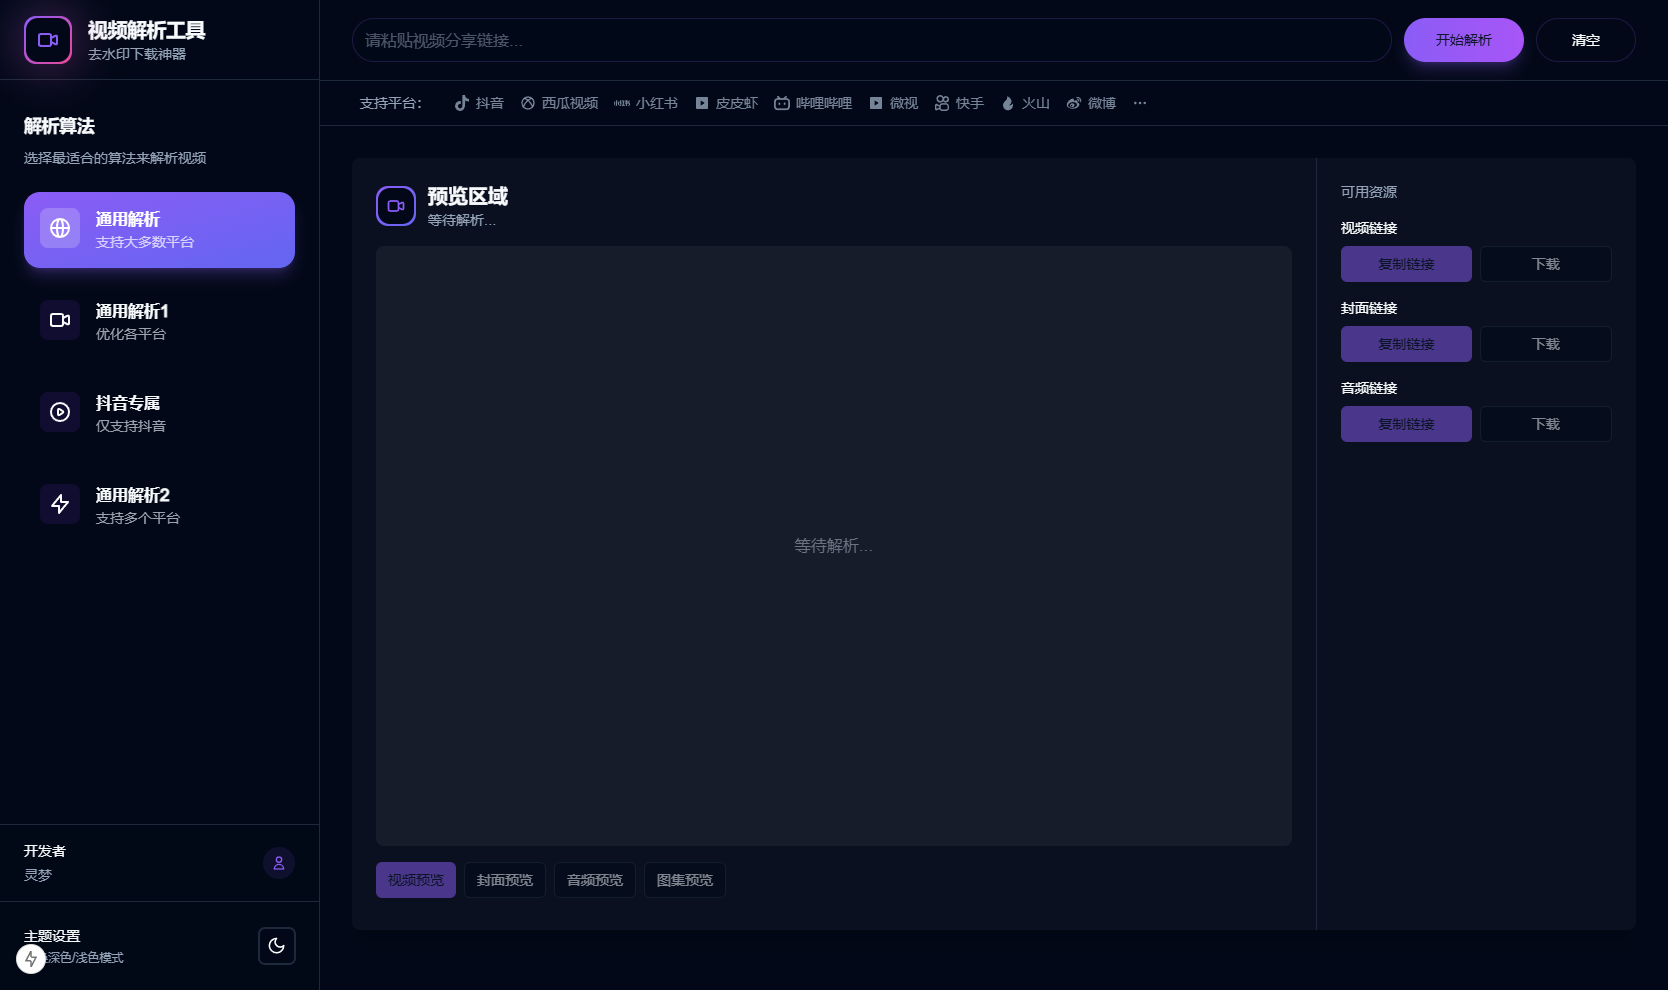 视频解析工具
去水印下载神器
解析算法
选择最适合的算法来解析视频
通用解析
支持大多数平台
通用解析1
优化各平台
抖音专属
仅支持抖音
通用解析2
支持多个平台
开发者
灵梦
主题设置
深色/浅色模式
请粘贴视频分享链接...
开始解析
清空
支持平台： 抖音 西瓜视频 小红书 皮皮虾 哔哩哔哩 微视 快手 火山 微博 ···
预览区域
等待解析...
等待解析...
视频预览 封面预览 音频预览 图集预览
可用资源
视频链接
复制链接 下载
封面链接
复制链接 下载
音频链接
复制链接 下载